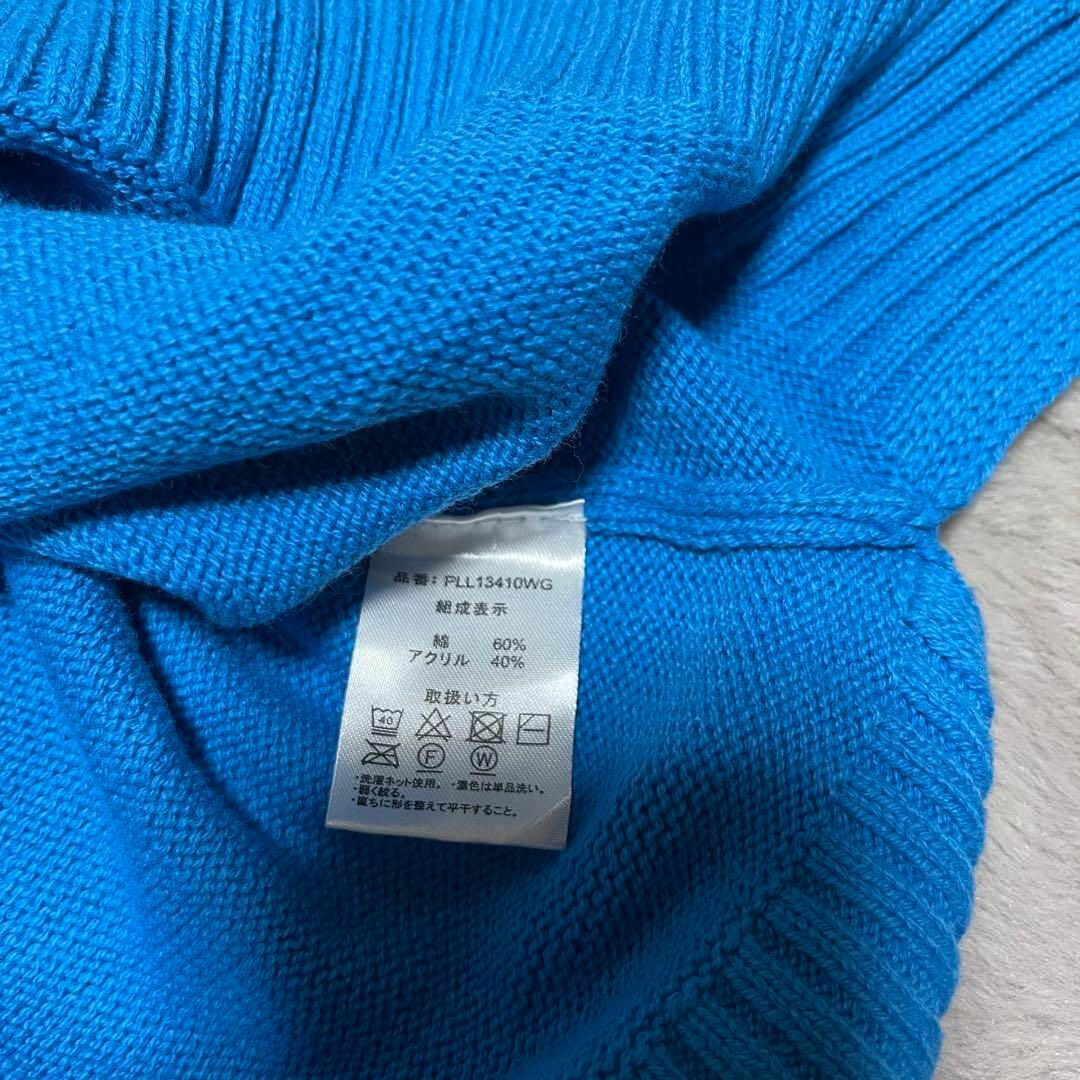 品番: PLL13410WG
組成表示
綿 60%
アクリル 40%
取扱い方
40
F W
・洗濯ネット使用。・濃色は単品洗い。
・弱く絞る。
・直ちに形を整えて平干すること。